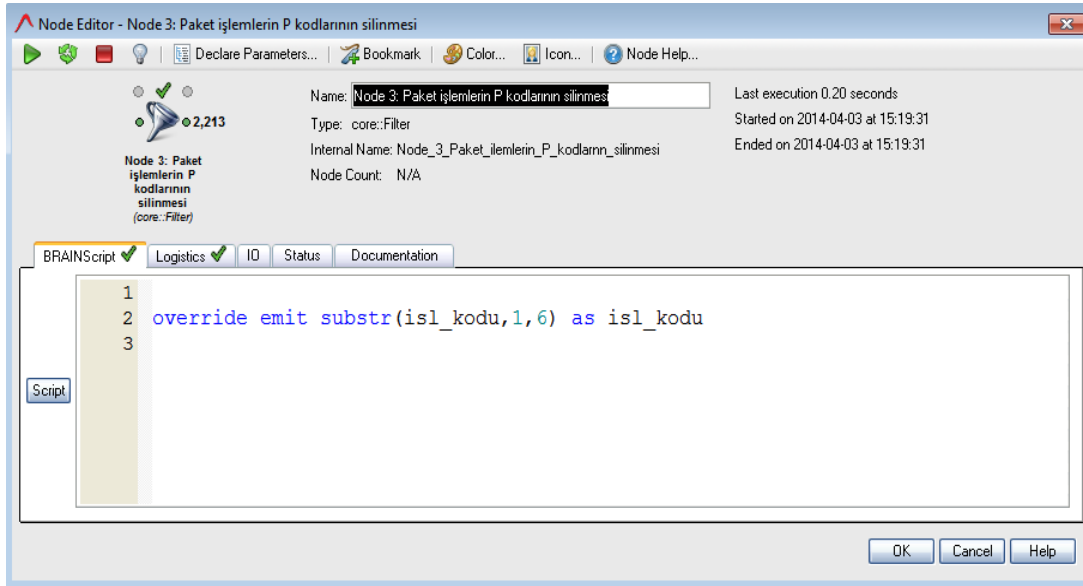 Node Editor - Node 3: Paket işlemlerin P kodlarının silinmesi
Declare Parameters... Bookmark Color... Icon... Node Help...
2,213
Node 3: Paket
işlemlerin P
kodlarının
silinmesi
(core::Filter)
Name: Node 3: Paket işlemlerin P kodlarının silinmesi
Type: core::Filter
Internal Name: Node_3_Paket_ilemlerin_P_kodlarnn_silinmesi
Node Count: N/A
Last execution 0.20 seconds
Started on 2014-04-03 at 15:19:31
Ended on 2014-04-03 at 15:19:31
BRAINScript Logistics IO Status Documentation
Script
1
2 override emit substr(isl_kodu,1,6) as isl_kodu
3
OK Cancel Help